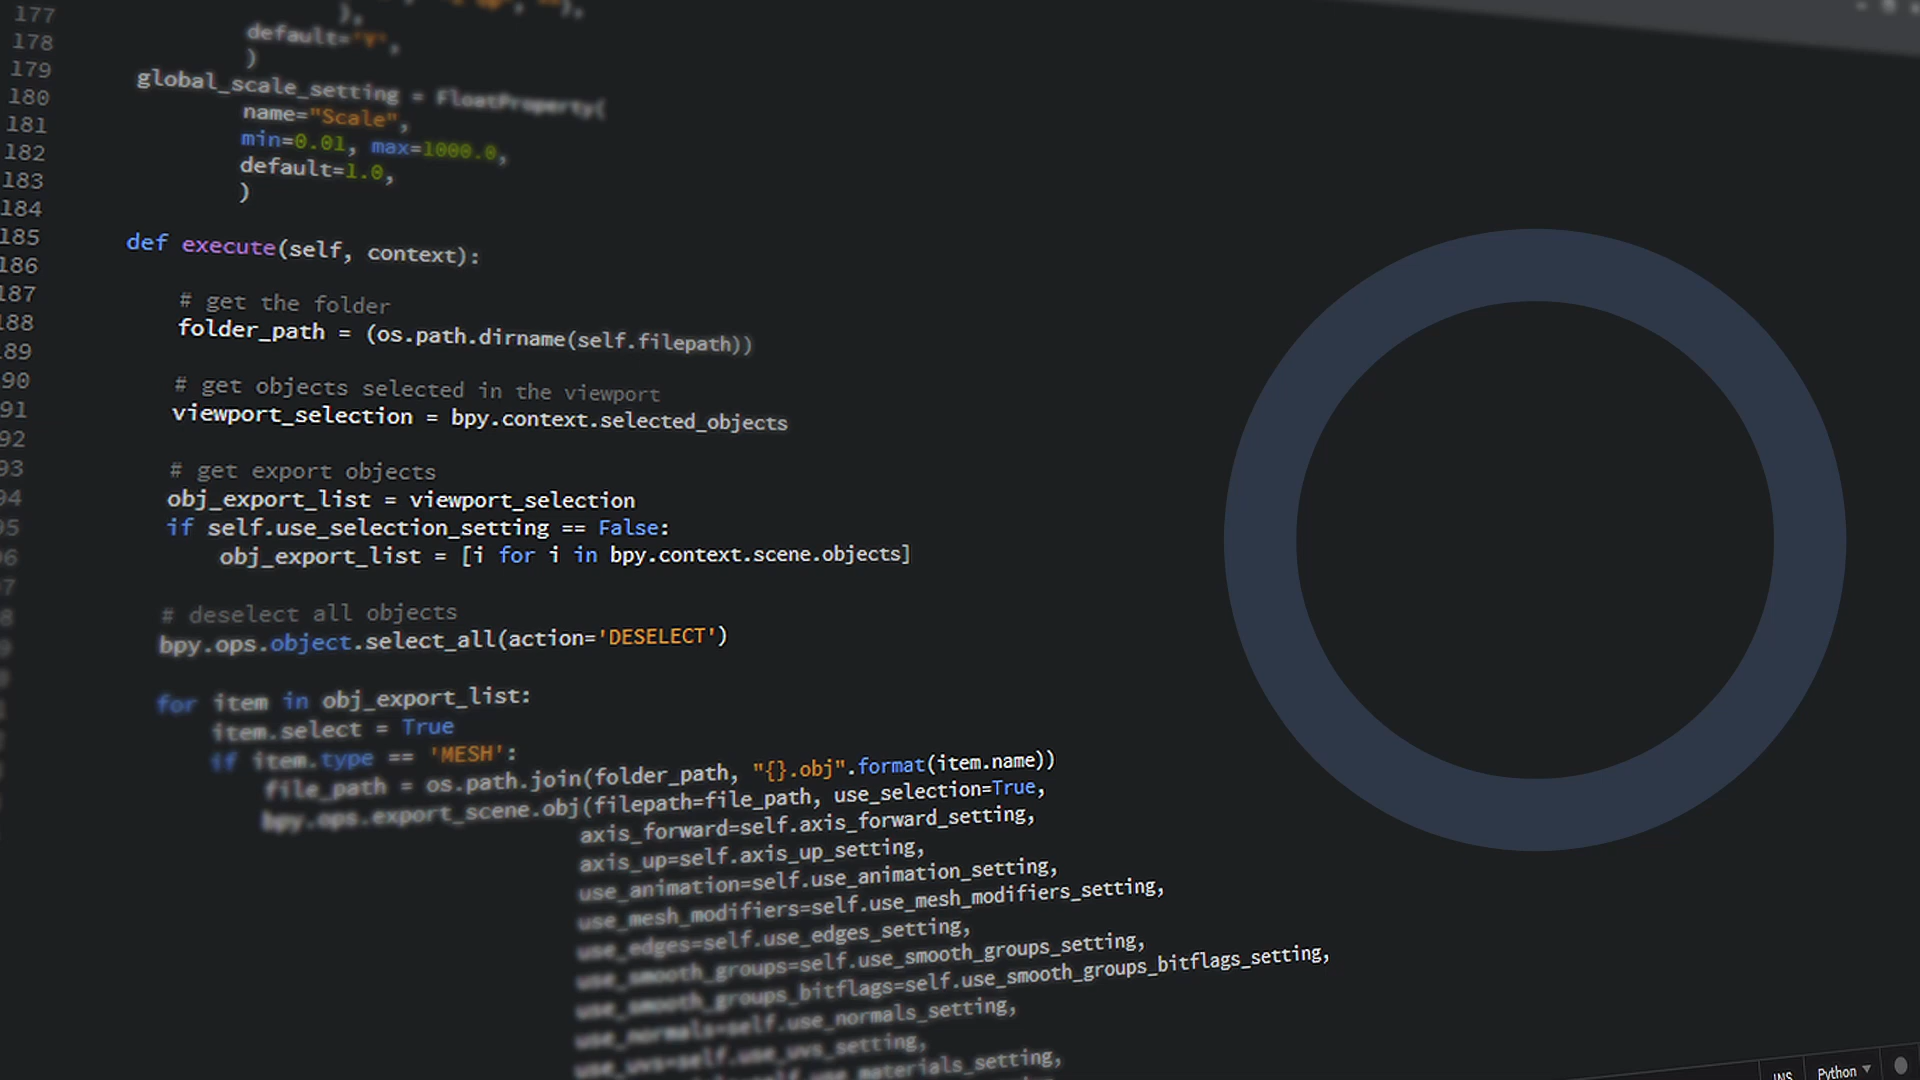 177
178
default='Y',
179
)
180
global_scale_setting = FloatProperty(
181
name="Scale",
182
min=0.01, max=1000.0,
183
default=1.0,
184
)
185
186
def execute(self, context):
187
188
# get the folder
89
folder_path = (os.path.dirname(self.filepath))
90
91
# get objects selected in the viewport
92
viewport_selection = bpy.context.selected_objects
93
94
# get export objects
95
obj_export_list = viewport_selection
if self.use_selection_setting == False:
obj_export_list = [i for i in bpy.context.scene.objects]
# deselect all objects
bpy.ops.object.select_all(action='DESELECT')
for item in obj_export_list:
item.select = True
if item.type == 'MESH':
file_path = os.path.join(folder_path, "{}.obj".format(item.name))
bpy.ops.export_scene.obj(filepath=file_path, use_selection=True,
axis_forward=self.axis_forward_setting,
axis_up=self.axis_up_setting,
use_animation=self.use_animation_setting,
use_mesh_modifiers=self.use_mesh_modifiers_setting,
use_edges=self.use_edges_setting,
use_smooth_groups=self.use_smooth_groups_setting,
use_smooth_groups_bitflags=self.use_smooth_groups_bitflags_setting,
use_normals=self.use_normals_setting,
use_uvs=self.use_uvs_setting,
materials_setting,
INS Python